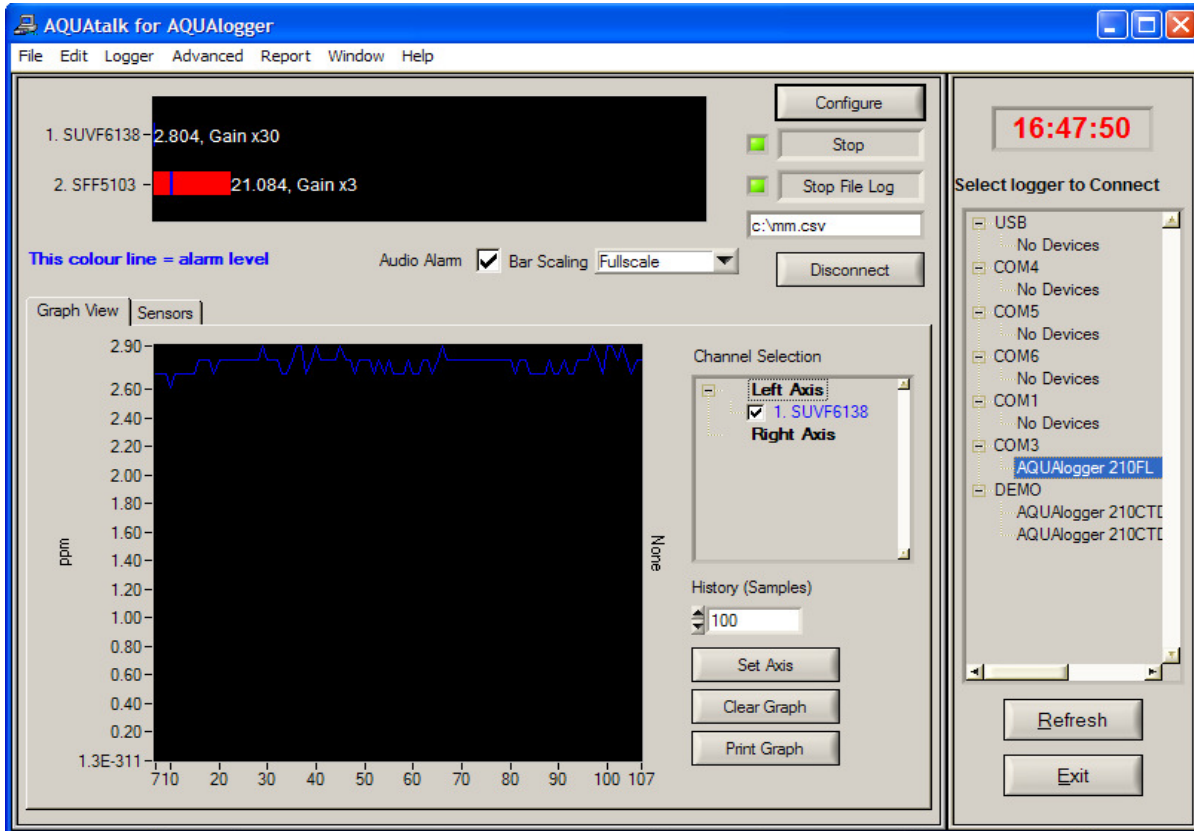 AQUAtalk for AQUAlogger
File Edit Logger Advanced Report Window Help
1. SUVF6138
2.804, Gain x30
2. SFF5103
21.084, Gain x3
Configure
Stop
Stop File Log
c:\mm.csv
This colour line = alarm level
Audio Alarm
Bar Scaling
Fullscale
Disconnect
Graph View
Sensors
2.90
2.60
2.40
2.20
2.00
1.80
1.60
1.40
1.20
1.00
0.80
0.60
0.40
0.20
1.3E-311
ppm
None
7 10 20 30 40 50 60 70 80 90 100 107
Channel Selection
Left Axis
1. SUVF6138
Right Axis
History (Samples)
100
Set Axis
Clear Graph
Print Graph
16:47:50
Select logger to Connect
USB
No Devices
COM4
No Devices
COM5
No Devices
COM6
No Devices
COM1
No Devices
COM3
AQUAlogger 210FL
DEMO
AQUAlogger 210CTD
AQUAlogger 210CTD
Refresh
Exit